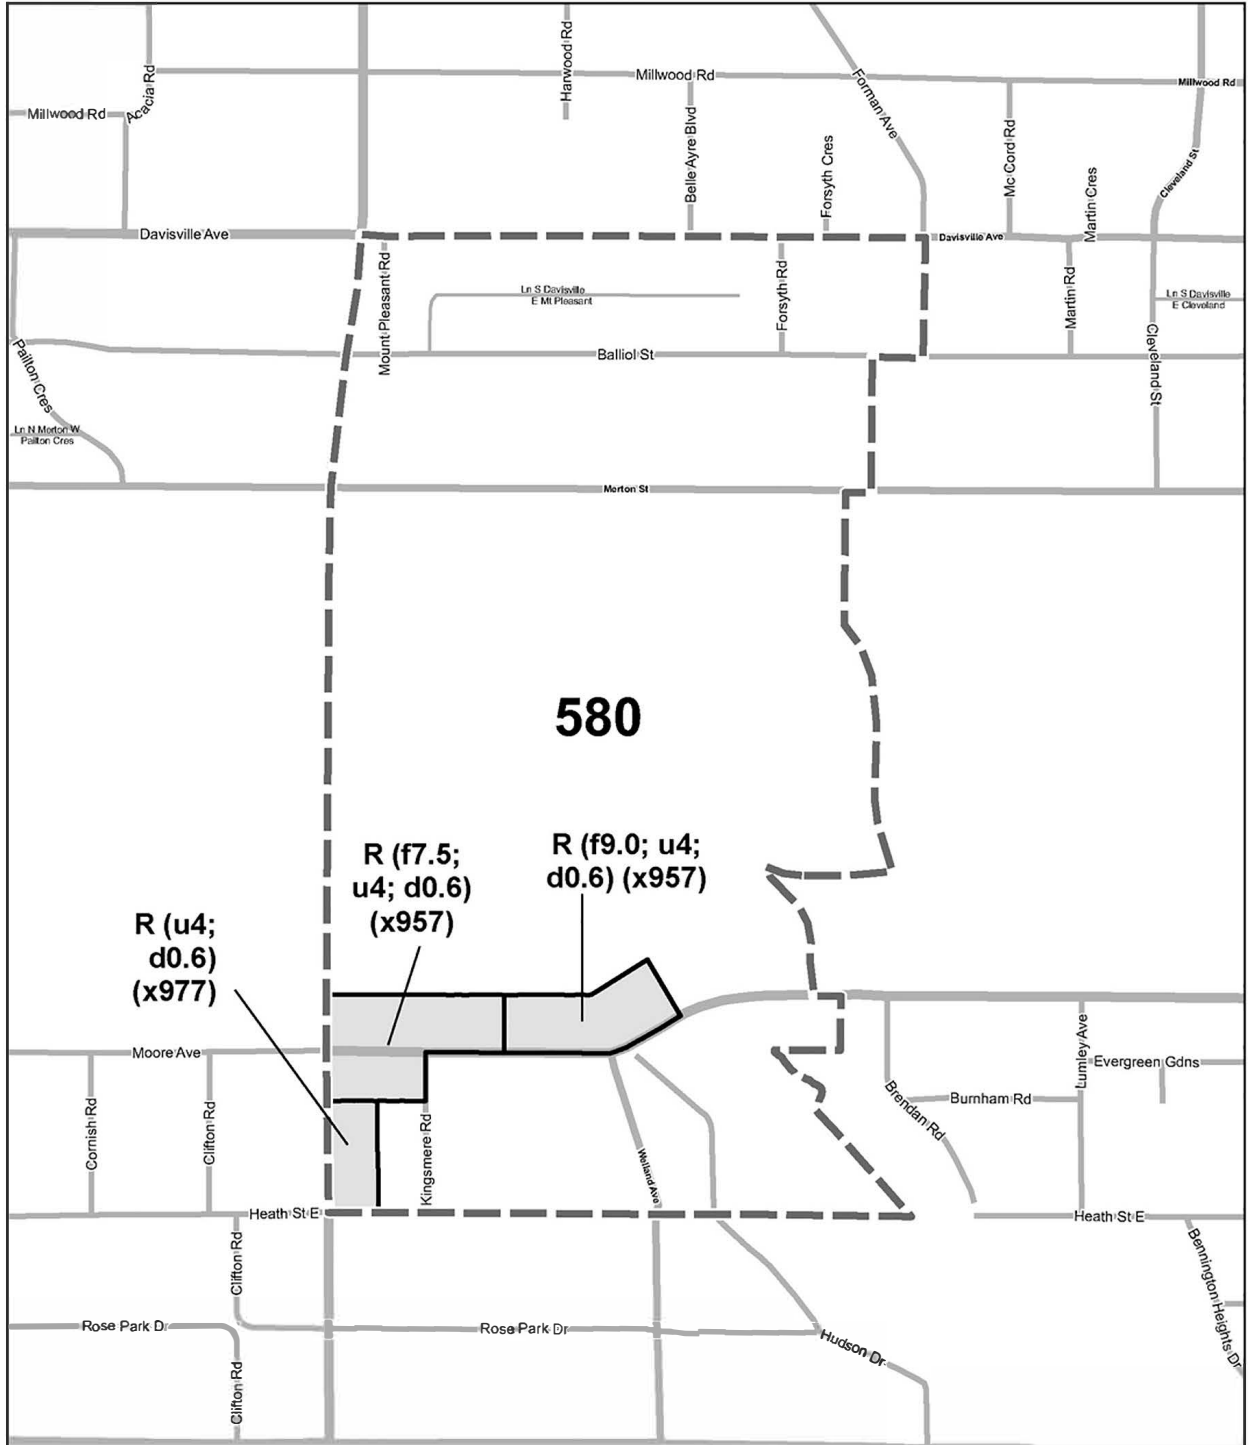 Harwood Rd
Millwood Rd
Acacia Rd
Millwood Rd
Forman Ave
Millwood Rd
Belle Ayre Blvd
Forsyth Cres
Mc Cord Rd
Martin Cres
Cleveland St
Davisville Ave
Davisville Ave
Mount Pleasant Rd
Ln S Davisville
E Mt Pleasant
Forsyth Rd
Martin Rd
Ln S Davisville
E Cleveland
Balliol St
Pailton Cres
Cleveland St
Ln N Merton W
Pailton Cres
Merton St
580
R (f7.5;
u4; d0.6)
(x957)
R (f9.0; u4;
d0.6) (x957)
R (u4;
d0.6)
(x977)
Moore Ave
Cornish Rd
Clifton Rd
Kingsmere Rd
Welland Ave
Brendan Rd
Lumley Ave
Evergreen Gdns
Burnham Rd
Heath St E
Heath St E
Clifton Rd
Rose Park Dr
Clifton Rd
Rose Park Dr
Hudson Dr
Bennington Heights Dr